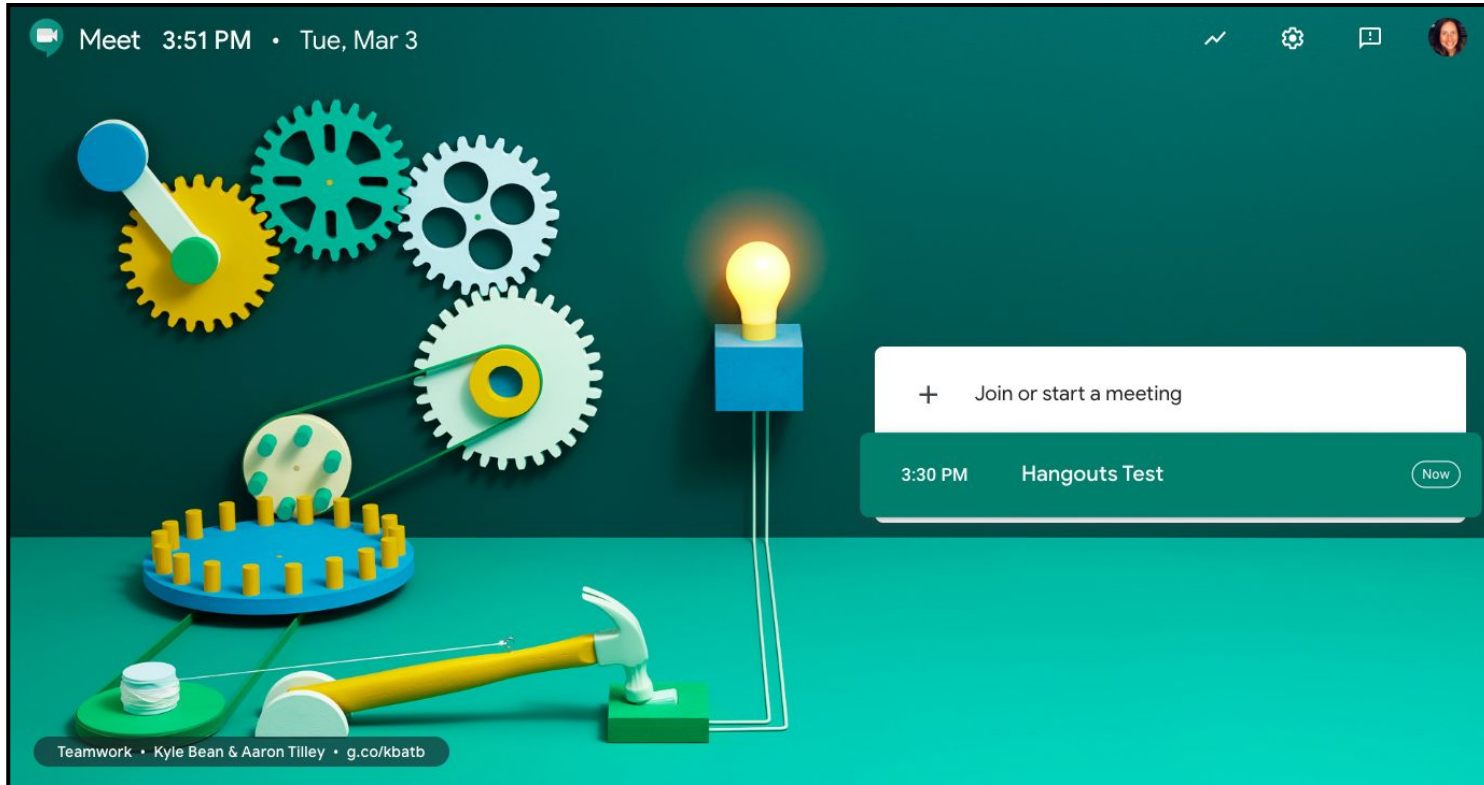 Meet 3:51 PM • Tue, Mar 3
Join or start a meeting
3:30 PM Hangouts Test Now
Teamwork • Kyle Bean & Aaron Tilley • g.co/kbatb